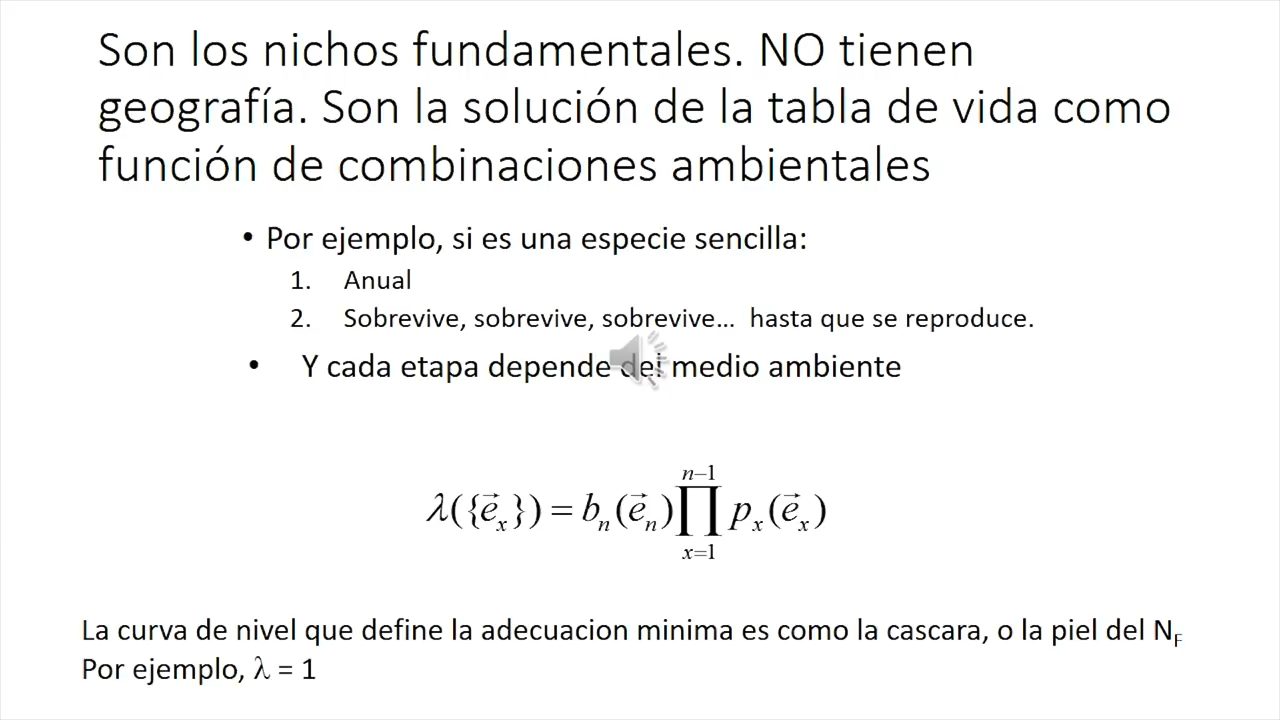 Son los nichos fundamentales. NO tienen
geografía. Son la solución de la tabla de vida como
función de combinaciones ambientales
• Por ejemplo, si es una especie sencilla:
1. Anual
2. Sobrevive, sobrevive, sobrevive… hasta que se reproduce.
• Y cada etapa depende del medio ambiente
λ({e⃗ₓ}) = bₙ(e⃗ₙ) ∏ₓ₌₁ⁿ⁻¹ pₓ(e⃗ₓ)
La curva de nivel que define la adecuacion minima es como la cascara, o la piel del N_F
Por ejemplo, λ = 1